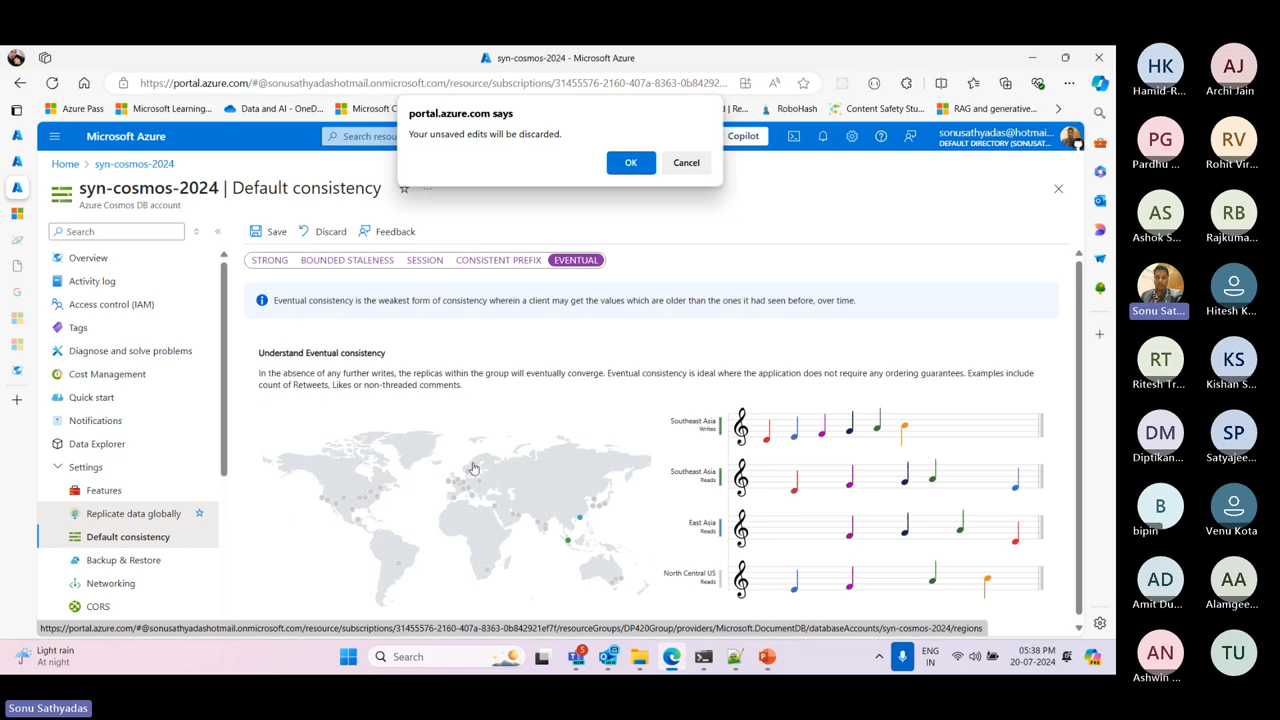 syn-cosmos-2024 - Microsoft Azure
https://portal.azure.com/#@sonusathyadashotmail.onmicrosoft.com/resource/subscriptions/31455576-2160-407a-8363-0b84292...
Azure Pass
Microsoft Learning...
Data and AI - OneD...
Microsoft C
| Re...
RoboHash
Content Safety Stu...
RAG and generative...
portal.azure.com says
Your unsaved edits will be discarded.
OK
Cancel
Microsoft Azure
Search resou
Copilot
sonusathyadas@hotmai...
DEFAULT DIRECTORY (SONUSAT...
Home
syn-cosmos-2024
syn-cosmos-2024 | Default consistency
Azure Cosmos DB account
Search
Save
Discard
Feedback
STRONG
BOUNDED STALENESS
SESSION
CONSISTENT PREFIX
EVENTUAL
Overview
Activity log
Access control (IAM)
Tags
Diagnose and solve problems
Cost Management
Quick start
Notifications
Data Explorer
Settings
Features
Replicate data globally
Default consistency
Backup & Restore
Networking
CORS
Eventual consistency is the weakest form of consistency wherein a client may get the values which are older than the ones it had seen before, over time.
Understand Eventual consistency
In the absence of any further writes, the replicas within the group will eventually converge. Eventual consistency is ideal where the application does not require any ordering guarantees. Examples include
count of Retweets, Likes or non-threaded comments.
Southeast Asia
Writes
Southeast Asia
Reads
East Asia
Reads
North Central US
Reads
https://portal.azure.com/#@sonusathyadashotmail.onmicrosoft.com/resource/subscriptions/31455576-2160-407a-8363-0b842921ef7f/resourceGroups/DP420Group/providers/Microsoft.DocumentDB/databaseAccounts/syn-cosmos-2024/regions
Light rain
At night
Search
5
ENG
IN
05:38 PM
20-07-2024
HK
Hamid-R...
AJ
Archi Jain
PG
Pardhu ...
RV
Rohit Vir...
AS
Ashok S...
RB
Rajkuma...
Sonu Sat...
Hitesh K...
RT
Ritesh Tr...
KS
Kishan S...
DM
Diptikan...
SP
Satyajee...
B
bipin
Venu Kota
AD
Amit Du...
AA
Alamgee...
AN
Ashwin ...
TU
Sonu Sathyadas